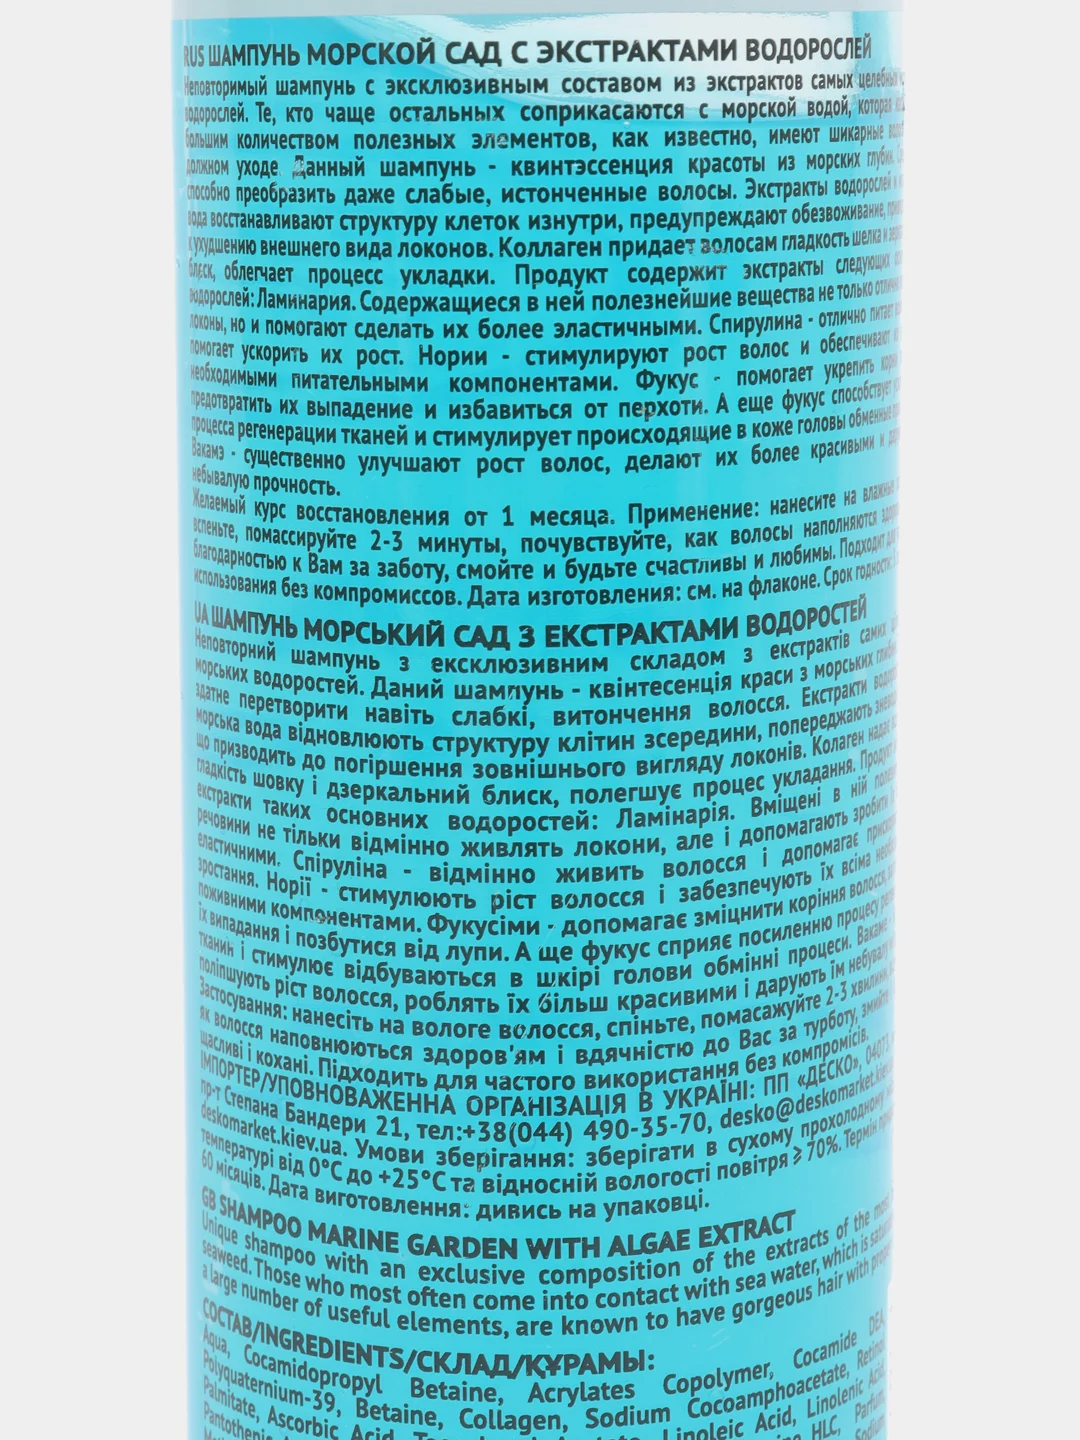 RUS ШАМПУНЬ МОРСКОЙ САД С ЭКСТРАКТАМИ ВОДОРОСЛЕЙ
Неповторимый шампунь с эксклюзивным составом из экстрактов самых целебных
водорослей. Те, кто чаще остальных соприкасаются с морской водой, которая
большим количеством полезных элементов, как известно, имеют шикарные
должном уходе. Данный шампунь - квинтэссенция красоты из морских глубин.
способно преобразить даже слабые, истонченные волосы. Экстракты водорослей и
вода восстанавливают структуру клеток изнутри, предупреждают обезвоживание,
к ухудшению внешнего вида локонов. Коллаген придает волосам гладкость шелка и
блеск, облегчает процесс укладки. Продукт содержит экстракты следующих
водорослей: Ламинария. Содержащиеся в ней полезнейшие вещества не только отлично
локоны, но и помогают сделать их более эластичными. Спирулина - отлично питает
помогает ускорить их рост. Нории - стимулируют рост волос и обеспечивают их
необходимыми питательными компонентами. Фукус - помогает укрепить корни
предотвратить их выпадение и избавиться от перхоти. А еще фукус способствует
процесса регенерации тканей и стимулирует происходящие в коже головы обменные
Вакамэ - существенно улучшают рост волос, делают их более красивыми и
небывалую прочность.
Желаемый курс восстановления от 1 месяца. Применение: нанесите на влажные
вспеньте, помассируйте 2-3 минуты, почувствуйте, как волосы наполняются
благодарностью к Вам за заботу, смойте и будьте счастливы и любимы. Подходит для
использования без компромиссов. Дата изготовления: см. на флаконе. Срок годности:
UA ШАМПУНЬ МОРСЬКИЙ САД З ЕКСТРАКТАМИ ВОДОРОСТЕЙ
Неповторний шампунь з ексклюзивним складом з екстрактів самих
морських водоростей. Даний шампунь - квінтесенція краси з морських глибин
здатне перетворити навіть слабкі, витончення волосся. Екстракти
морська вода відновлюють структуру клітин зсередини, попереджають
що призводить до погіршення зовнішнього вигляду локонів. Колаген надає
гладкість шовку і дзеркальний блиск, полегшує процес укладання.
екстракти таких основних водоростей: Ламінарія. Вміщені в ній
речовини не тільки відмінно живлять локони, але і допомагають зробити їх
еластичними. Спіруліна - відмінно живить волосся і допомагає
зростання. Норії - стимулюють ріст волосся і забезпечують їх всіма
поживними компонентами. Фукусіми - допомагає зміцнити коріння волосся,
їх випадання і позбутися від лупи. А ще фукус сприяє посиленню процесу
тканин і стимулює відбуваються в шкірі голови обмінні процеси. Вакаме
поліпшують ріст волосся, роблять їх більш красивими і дарують їм небувалу
Застосування: нанесіть на вологе волосся, спіньте, помасажуйте 2-3 хвилини,
як волосся наповнюються здоров'ям і вдячністю до Вас за турботу, змийте
щасливі і кохані. Підходить для частого використання без компромісів.
ІМПОРТЕР/УПОВНОВАЖЕННА ОРГАНІЗАЦІЯ В УКРАЇНІ: ПП «ДЕСКО», 04073,
пр-т Степана Бандери 21, тел:+38(044) 490-35-70, desko@deskomarket.kiev
deskomarket.kiev.ua. Умови зберігання: зберігати в сухому прохолодному
температурі від 0°С до +25°С та відносній вологості повітря ⩾ 70%. Термін
60 місяців. Дата виготовлення: дивись на упаковці.
GB SHAMPOO MARINE GARDEN WITH ALGAE EXTRACT
Unique shampoo with an exclusive composition of the extracts of the most
seaweed. Those who most often come into contact with sea water, which is
a large number of useful elements, are known to have gorgeous hair with
СОСТАВ/INGREDIENTS/СКЛАД/ҚҰРАМЫ:
Aqua, Cocamidopropyl Betaine, Acrylates Copolymer, Cocamide DEA,
Polyquaternium-39, Betaine, Collagen, Sodium Cocoamphoacetate,
Palmitate, Ascorbic Acid, Linoleic Acid, Linolenic Acid,
HLC, Parfum,